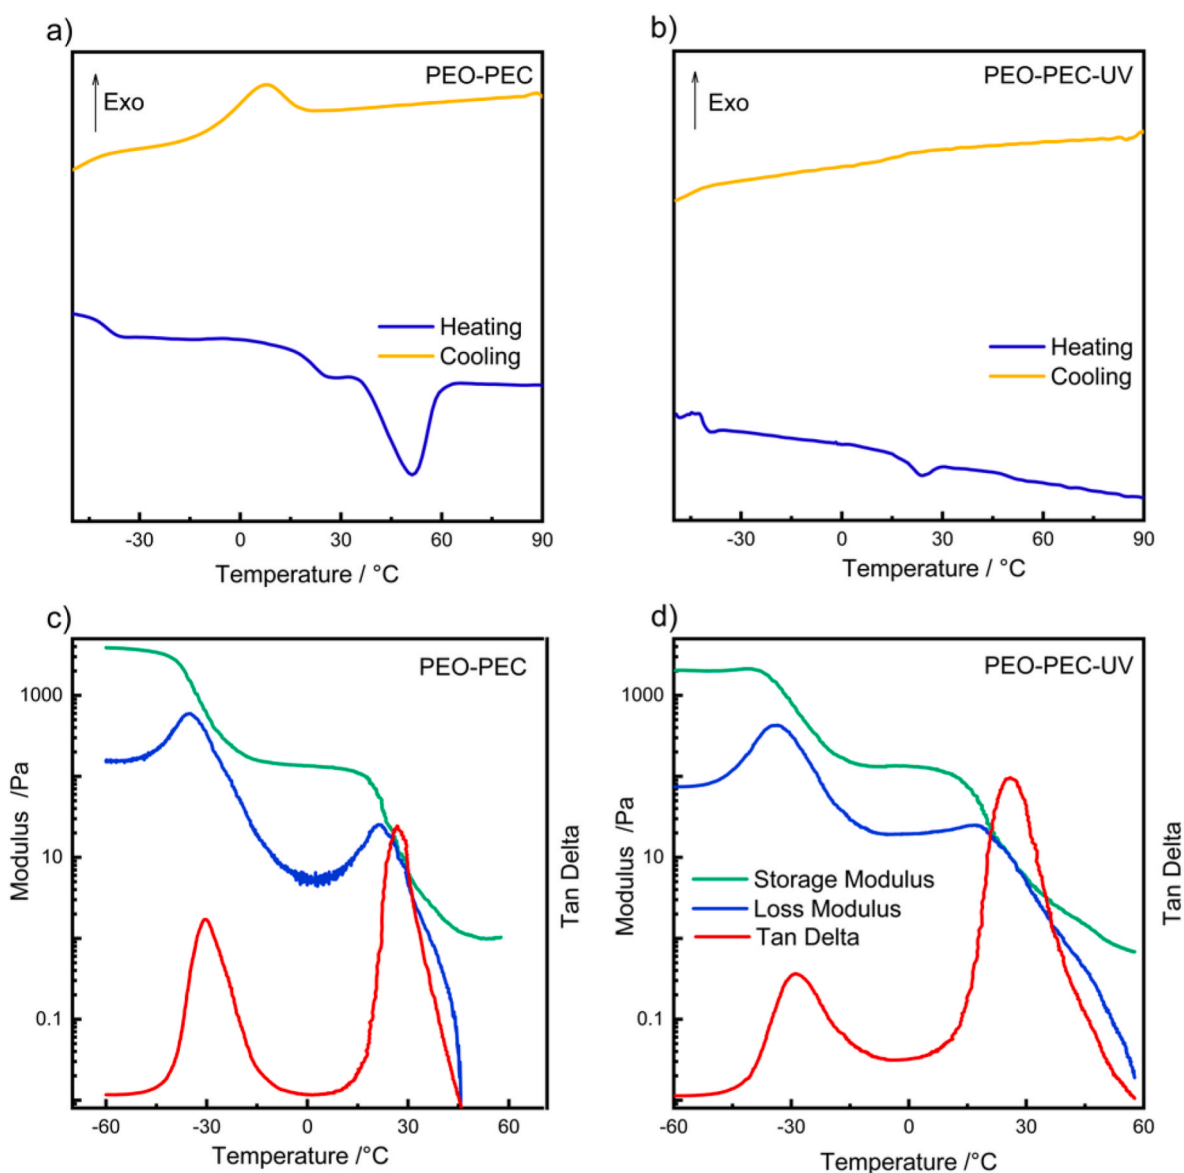 a)
PEO-PEC
Exo
Heating
Cooling
-30 0 30 60 90
Temperature / °C
b)
PEO-PEC-UV
Exo
Heating
Cooling
-30 0 30 60 90
Temperature / °C
c)
PEO-PEC
1000
10
0.1
Modulus /Pa
Tan Delta
-60 -30 0 30 60
Temperature /°C
d)
PEO-PEC-UV
1000
10
0.1
Modulus /Pa
Storage Modulus
Loss Modulus
Tan Delta
Tan Delta
-60 -30 0 30 60
Temperature /°C